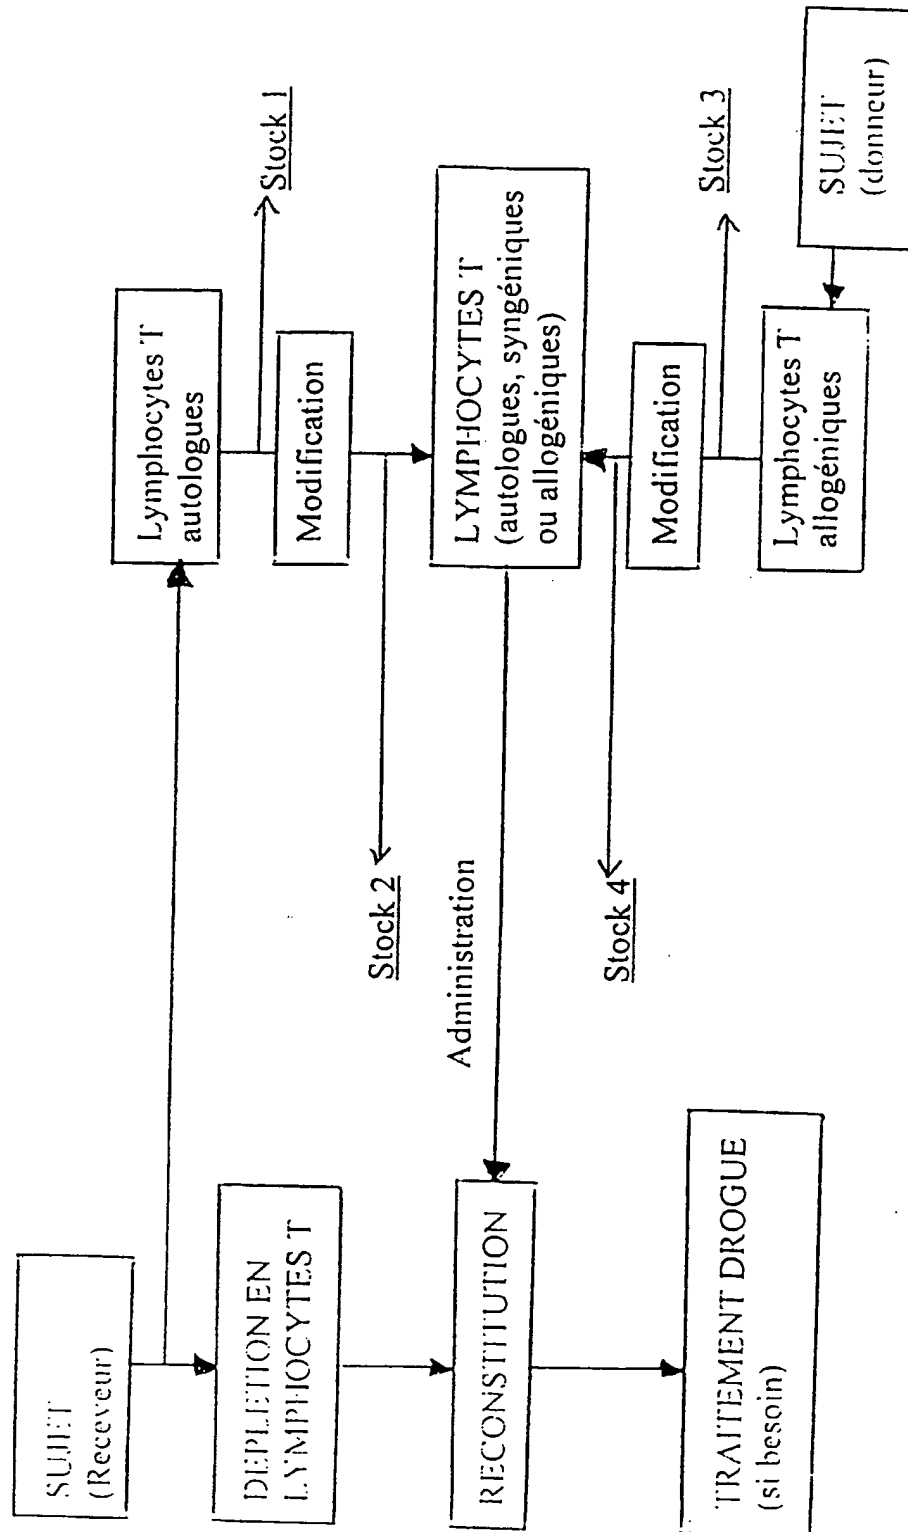 SUJET
(Receveur)
DEPLETION EN
LYMPHOCYTES T
RECONSTITUTION
TRAITEMENT DROGUE
(si besoin)
Administration
Stock 2
Stock 4
Lymphocytes T
autologues
Stock 1
Modification
LYMPHOCYTES T
(autologues, syngéniques
ou allogéniques)
Modification
Stock 3
Lymphocytes T
allogéniques
SUJET
(donneur)